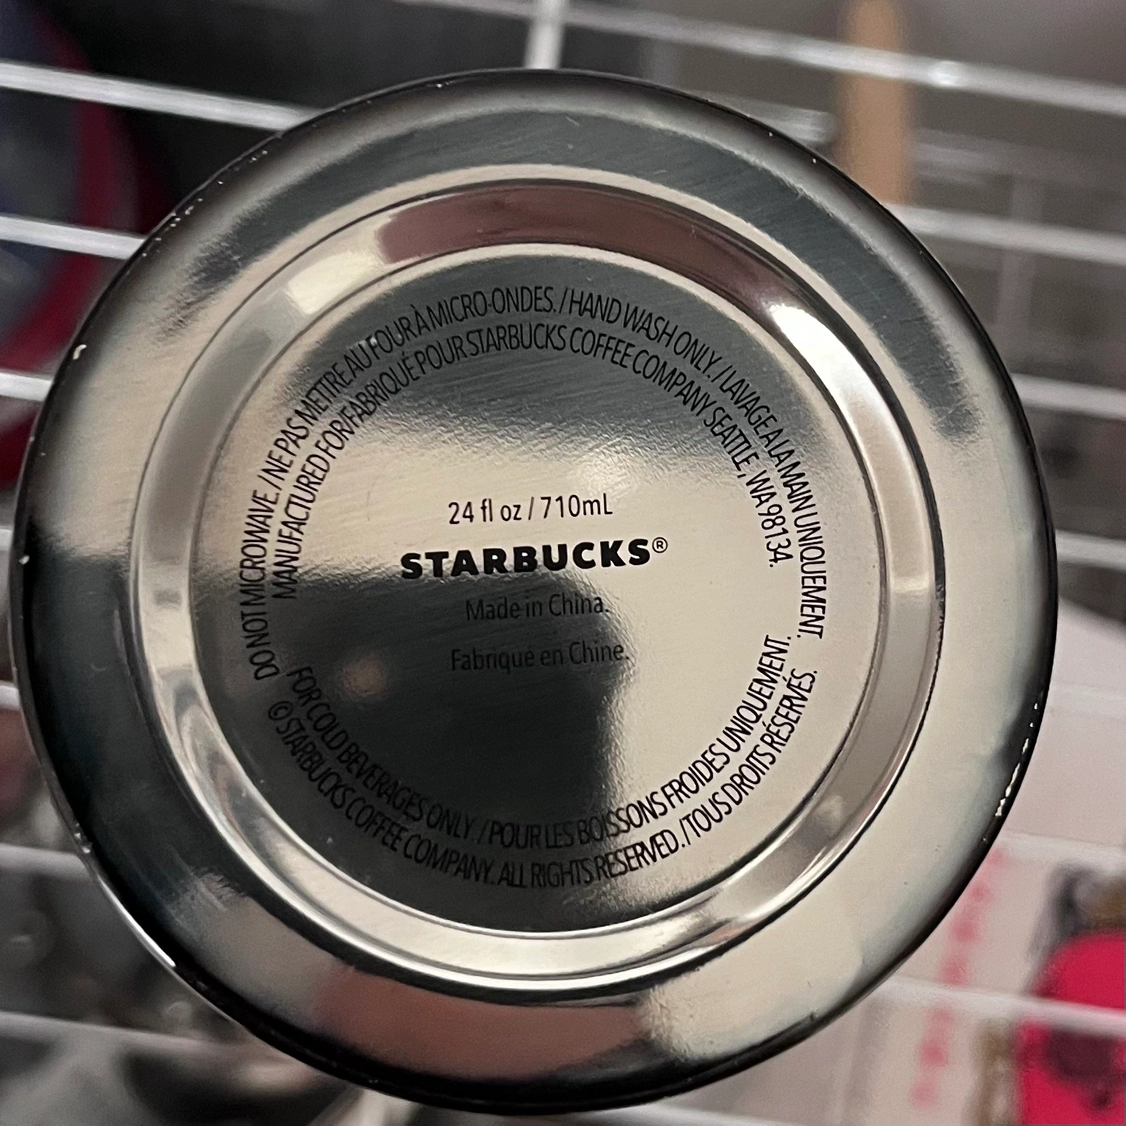 DO NOT MICROWAVE. / NE PAS METTRE AU FOUR À MICRO-ONDES. / HAND WASH ONLY. / LAVAGE A LA MAIN UNIQUEMENT.
MANUFACTURED FOR/FABRIQUÉ POUR STARBUCKS COFFEE COMPANY SEATTLE, WA 98134.
24 fl oz / 710mL
STARBUCKS®
Made in China.
Fabriqué en Chine.
FOR COLD BEVERAGES ONLY. / POUR LES BOISSONS FROIDES UNIQUEMENT.
© STARBUCKS COFFEE COMPANY. ALL RIGHTS RESERVED. / TOUS DROITS RÉSERVÉS.